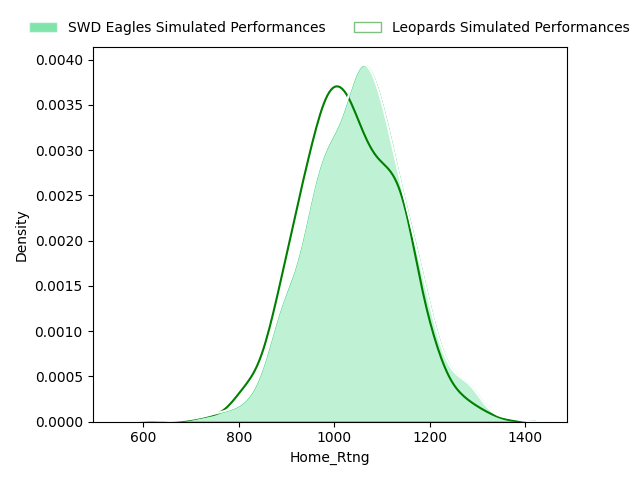 SWD Eagles Simulated Performances Leopards Simulated Performances
0.0040
0.0035
0.0030
0.0025
0.0020
0.0015
0.0010
0.0005
0.0000
Density
600 800 1000 1200 1400
Home_Rtng